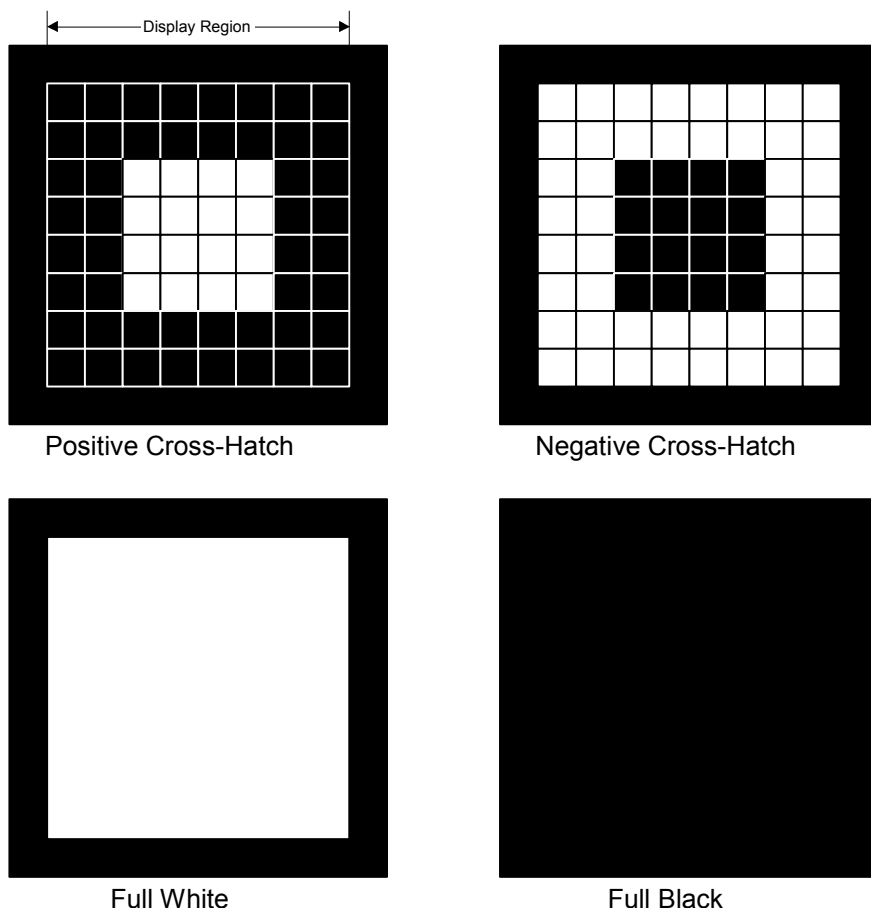 Display Region
Positive Cross-Hatch
Negative Cross-Hatch
Full White
Full Black